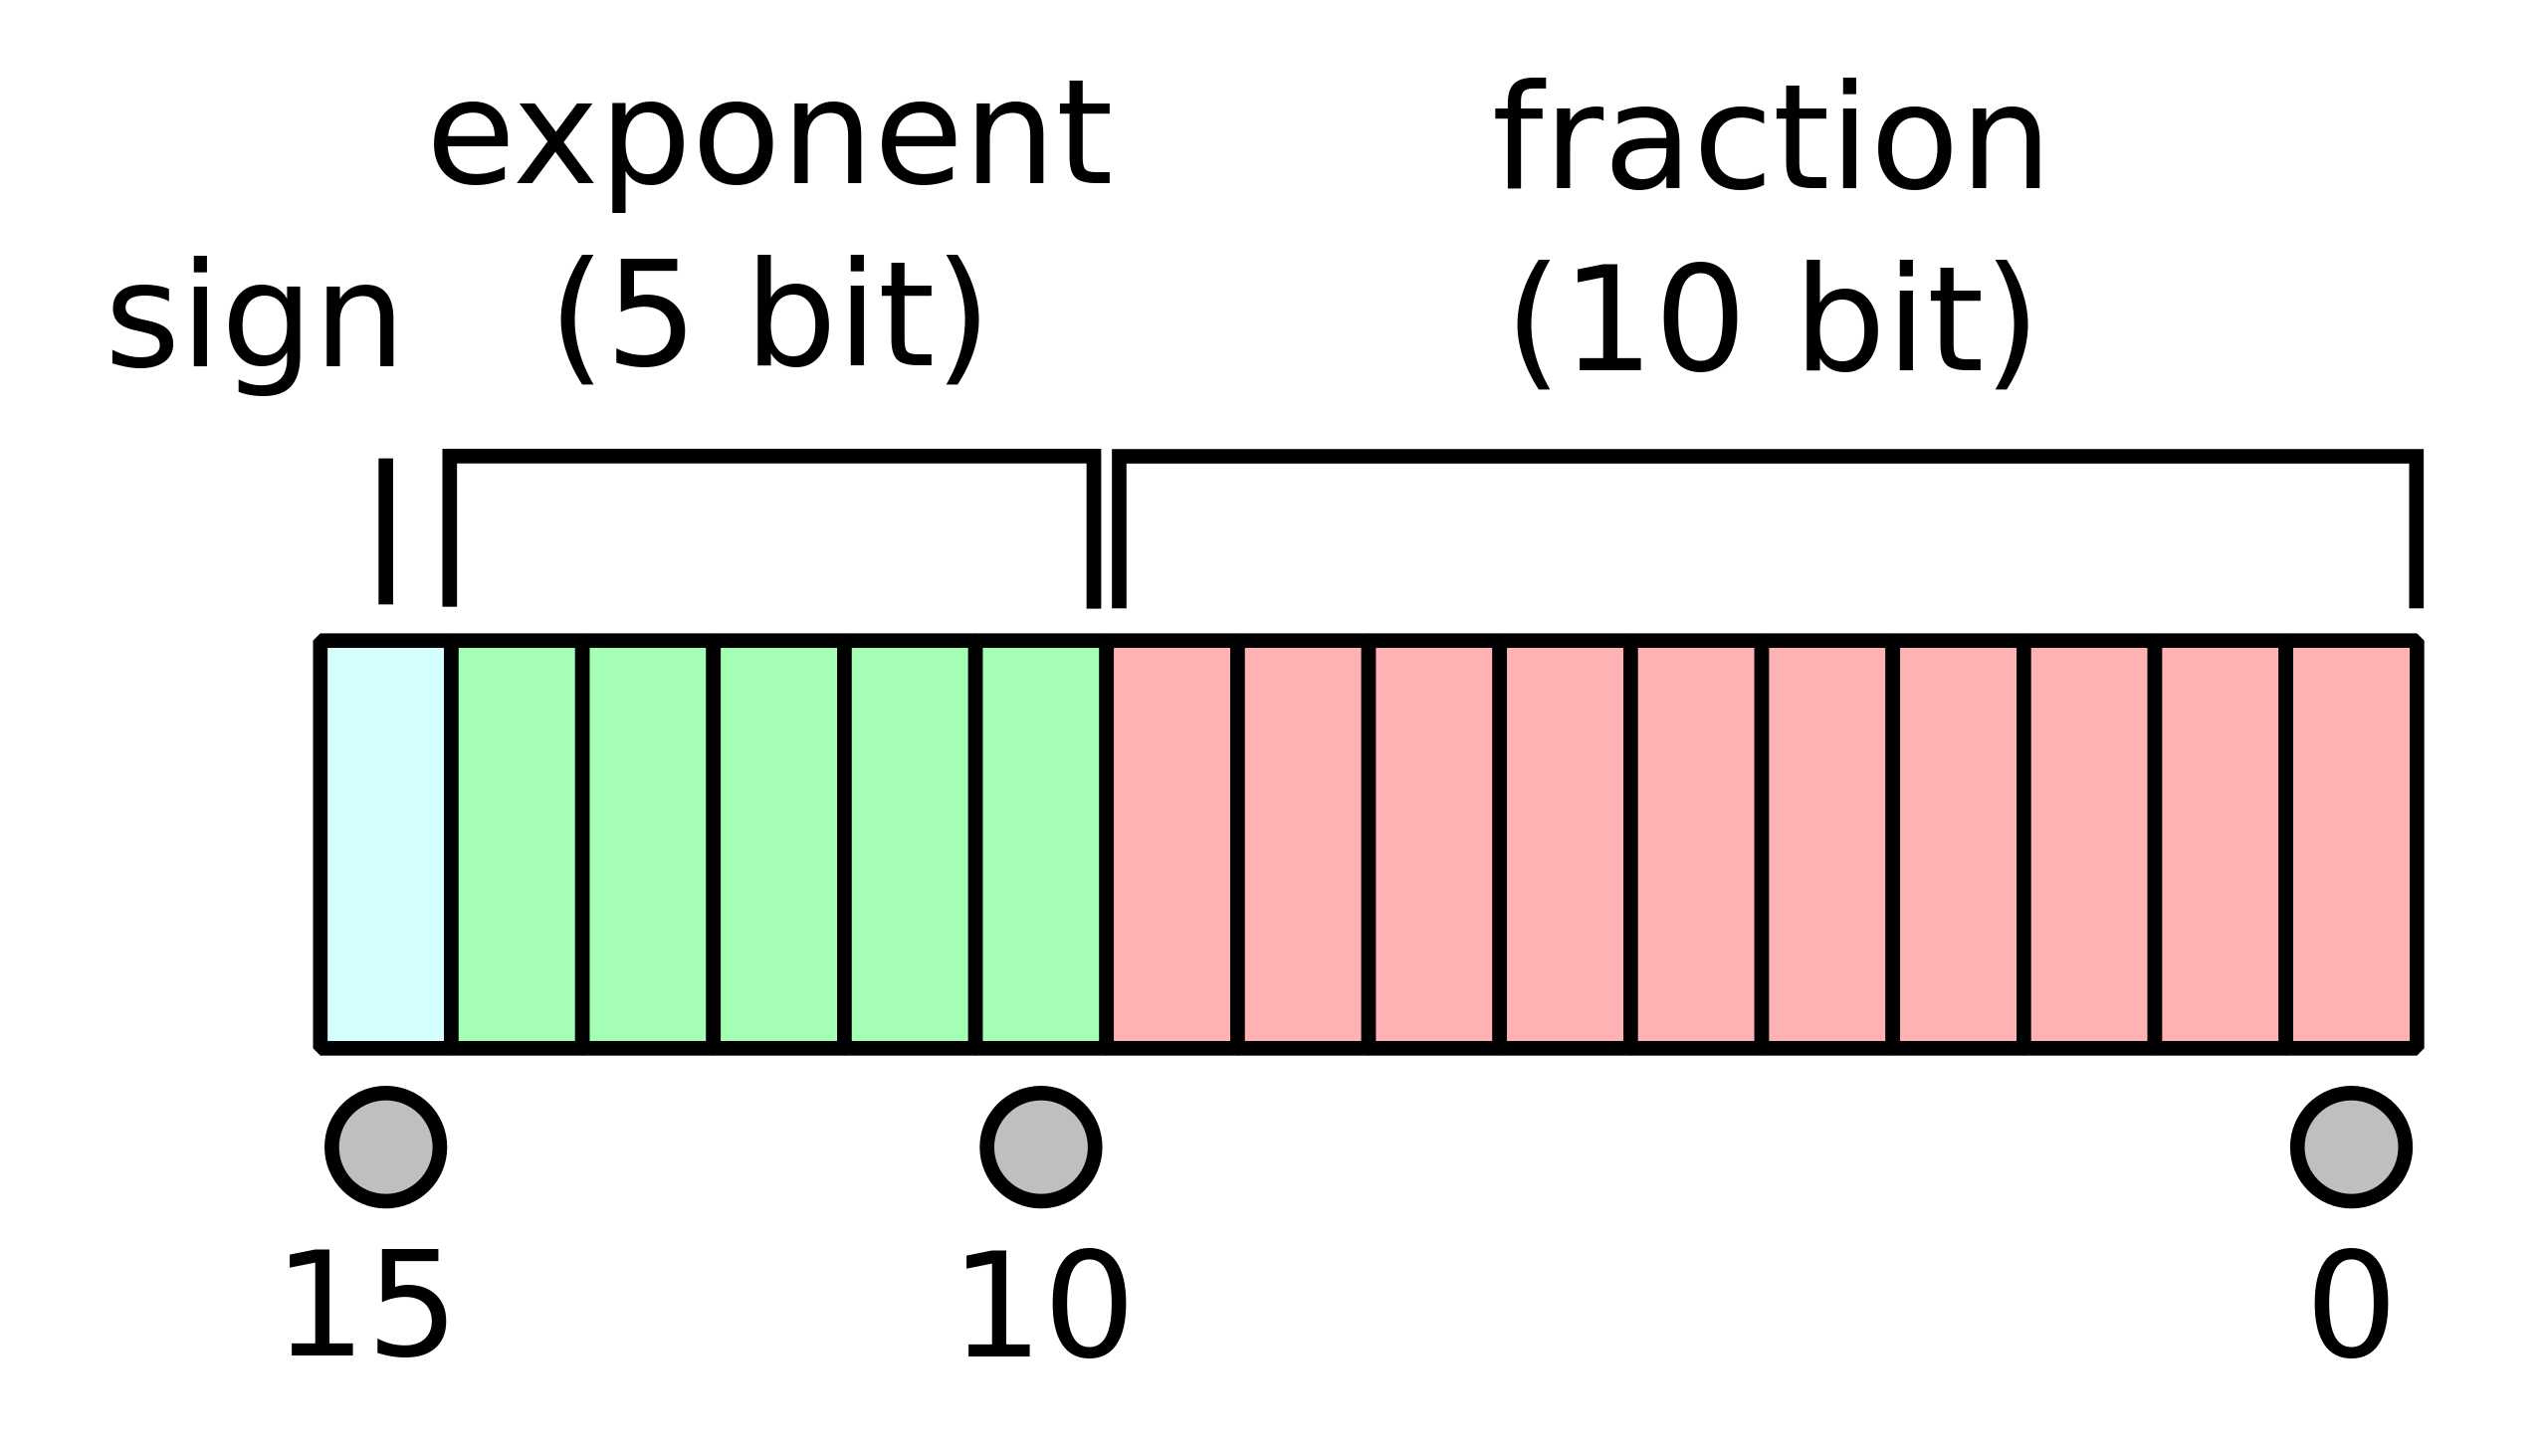 exponent
(5 bit)
fraction
(10 bit)
sign
15
10
0